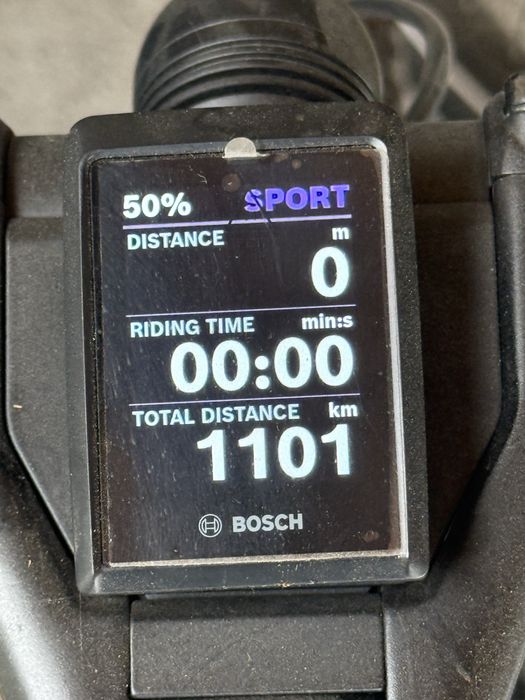 50% SPORT
DISTANCE m
0
RIDING TIME min:s
00:00
TOTAL DISTANCE km
1101
BOSCH